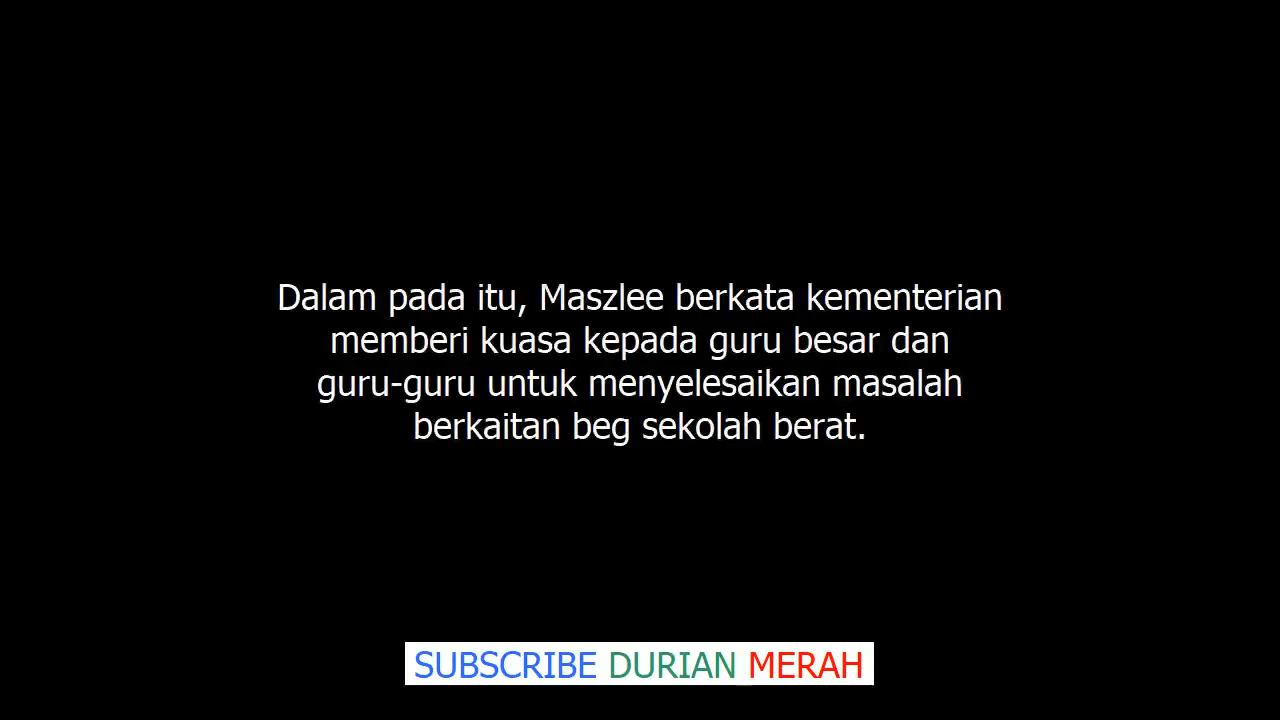 Dalam pada itu, Maszlee berkata kementerian
memberi kuasa kepada guru besar dan
guru-guru untuk menyelesaikan masalah
berkaitan beg sekolah berat.
SUBSCRIBE DURIAN MERAH